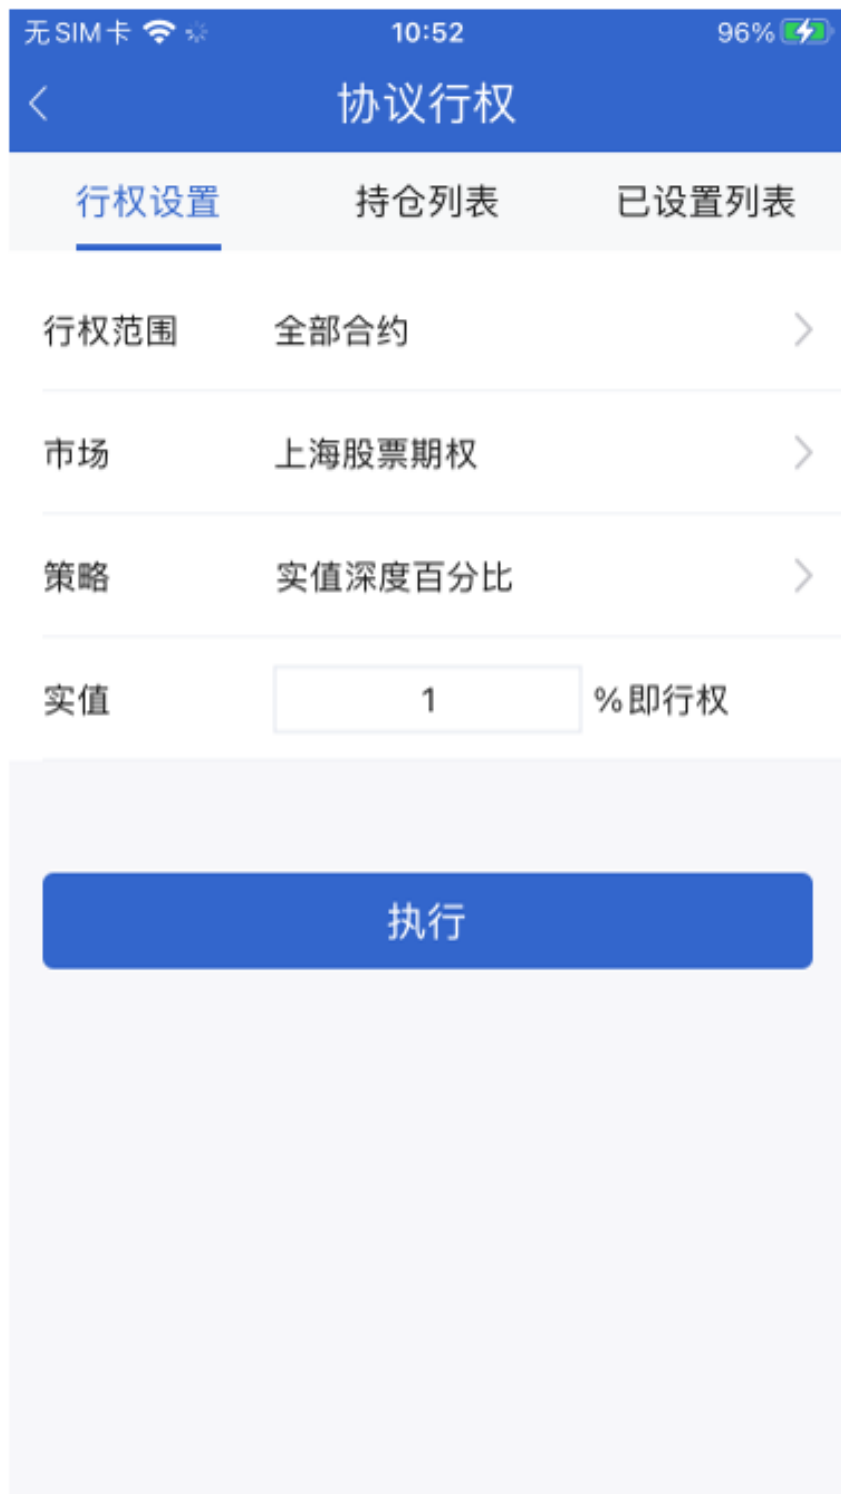 无SIM卡 10:52 96%
协议行权
行权设置 持仓列表 已设置列表
行权范围 全部合约
市场 上海股票期权
策略 实值深度百分比
实值 1 %即行权
执行